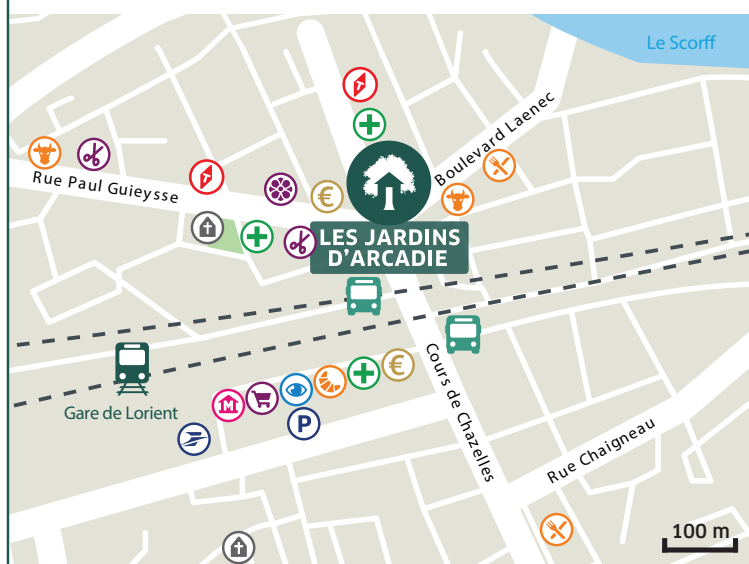 Le Scorff
Boulevard Laenec
Rue Paul Guieysse
€
LES JARDINS
D'ARCADIE
Cours de Chazelles
€
Gare de Lorient
M
P
Rue Chaigneau
100 m